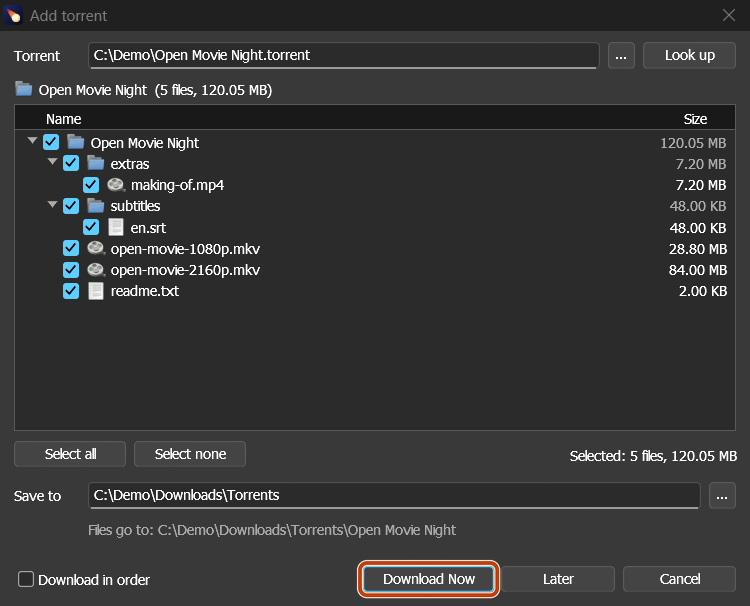 Add torrent
Torrent C:\Demo\Open Movie Night.torrent ... Look up
Open Movie Night (5 files, 120.05 MB)
Name Size
Open Movie Night 120.05 MB
extras 7.20 MB
making-of.mp4 7.20 MB
subtitles 48.00 KB
en.srt 48.00 KB
open-movie-1080p.mkv 28.80 MB
open-movie-2160p.mkv 84.00 MB
readme.txt 2.00 KB
Select all Select none Selected: 5 files, 120.05 MB
Save to C:\Demo\Downloads\Torrents ...
Files go to: C:\Demo\Downloads\Torrents\Open Movie Night
Download in order Download Now Later Cancel